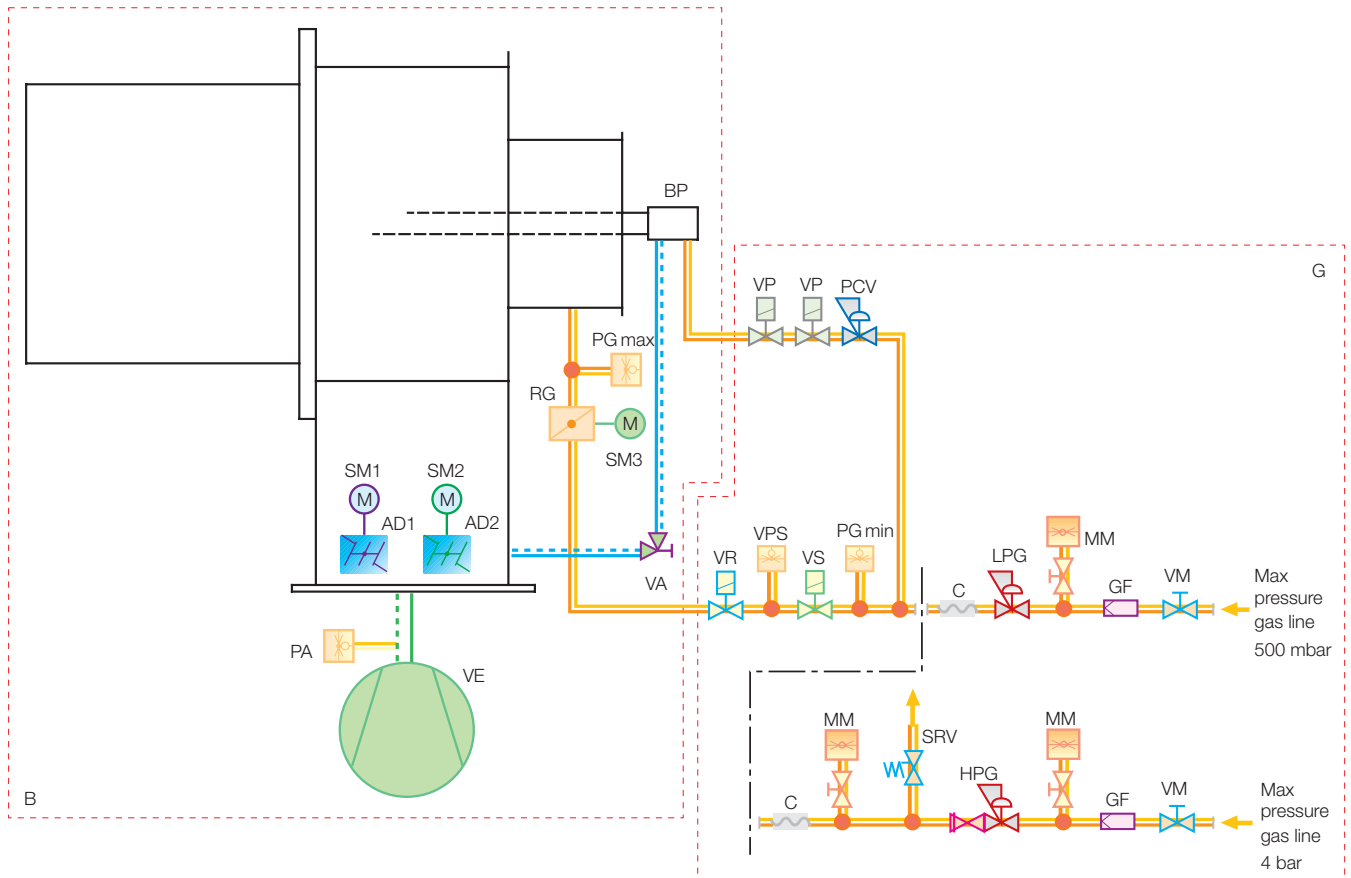 BP
G
VP
VP
PCV
PG max
RG
M
SM3
SM1
SM2
M
M
AD1
AD2
VA
VR
VPS
VS
PG min
C
LPG
MM
GF
VM
Max
pressure
gas line
500 mbar
PA
VE
B
MM
SRV
MM
C
HPG
GF
VM
Max
pressure
gas line
4 bar